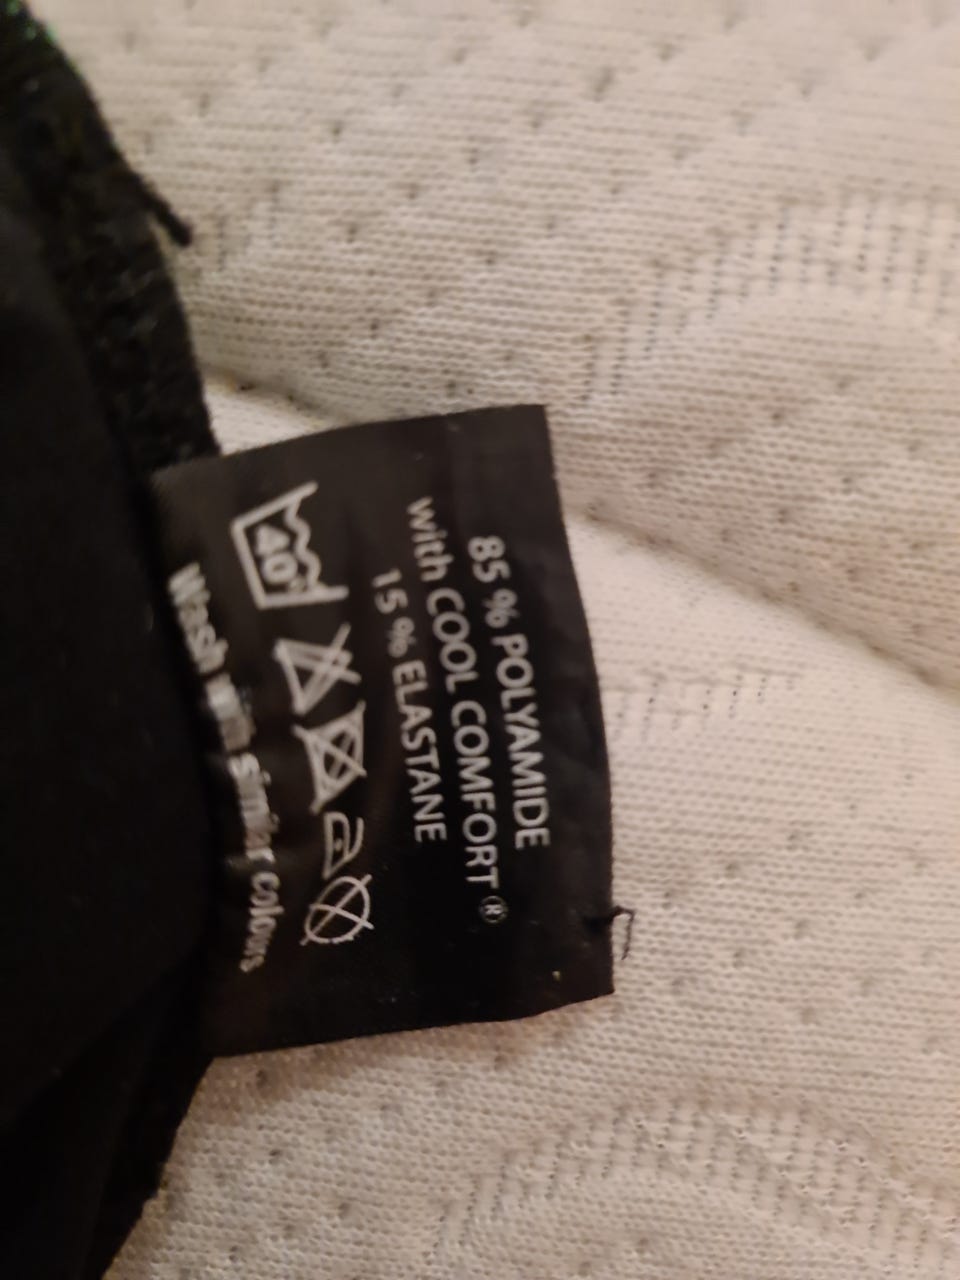 85 % POLYAMIDE
with COOL COMFORT®
15 % ELASTANE
40°
Wash with similar colours